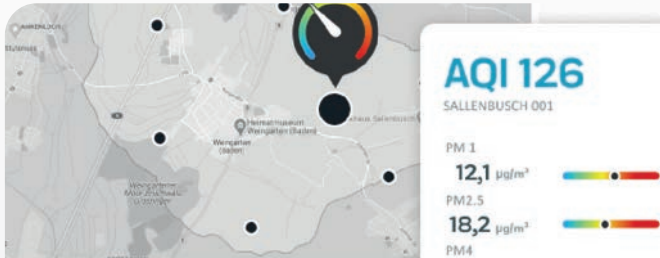 Heimatmuseum
Weingarten (Baden)
Weingarten
(Baden)
AQI 126
SALLENBUSCH 001
PM 1
12,1 µg/m³
PM2.5
18,2 µg/m³
PM4